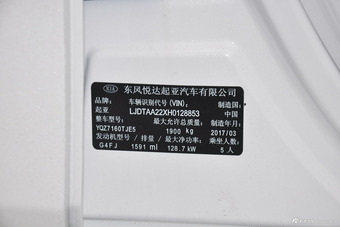 KIA 东风悦达起亚汽车有限公司
品牌: 车辆识别代号(VIN): 制造国:
起亚 LJDTAA22XH0128853 中国
整车型号: 最大允许总质量: 制造年月:
YQZ7160TJE5 1900 kg 2017/03
发动机型号 / 排量 / 最大净功率: 乘坐人数:
G4FJ 1591 ml 128.7 kW 5 人